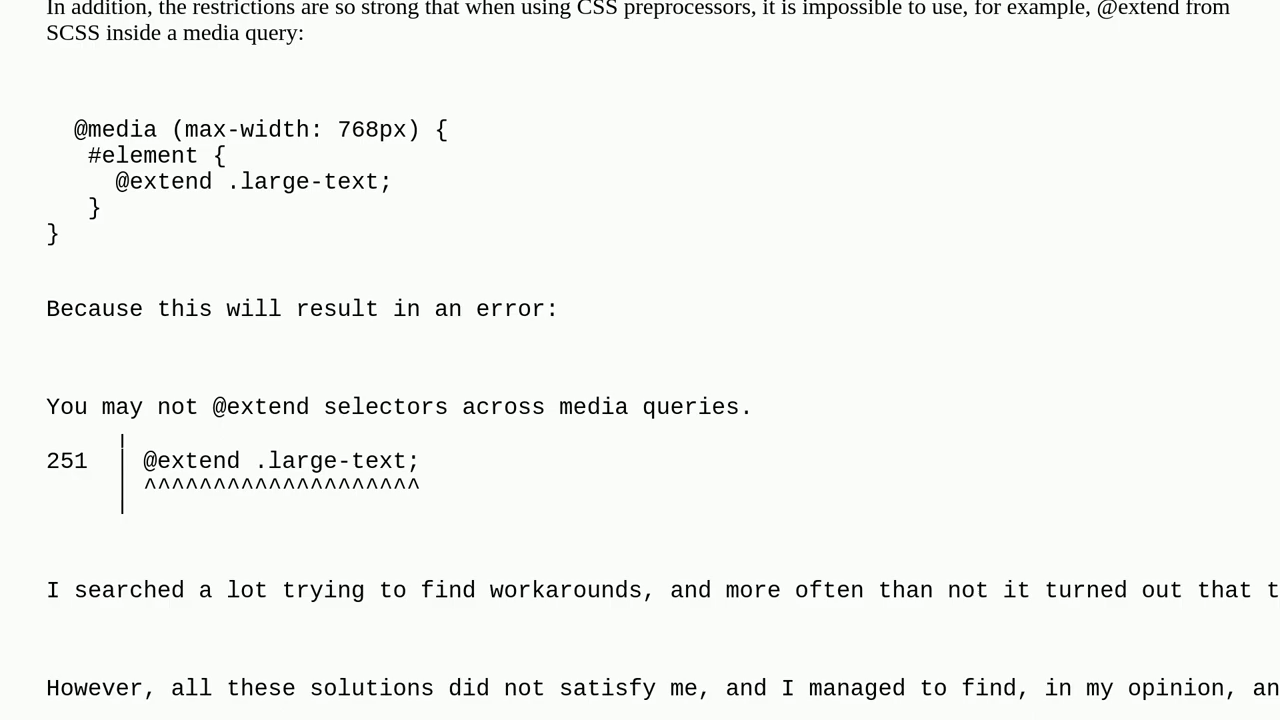 In addition, the restrictions are so strong that when using CSS preprocessors, it is impossible to use, for example, @extend from
SCSS inside a media query:
@media (max-width: 768px) {
#element {
@extend .large-text;
}
}
Because this will result in an error:
You may not @extend selectors across media queries.
|
251 | @extend .large-text;
| ^^^^^^^^^^^^^^^^^^^^
|
I searched a lot trying to find workarounds, and more often than not it turned out that
However, all these solutions did not satisfy me, and I managed to find, in my opinion,